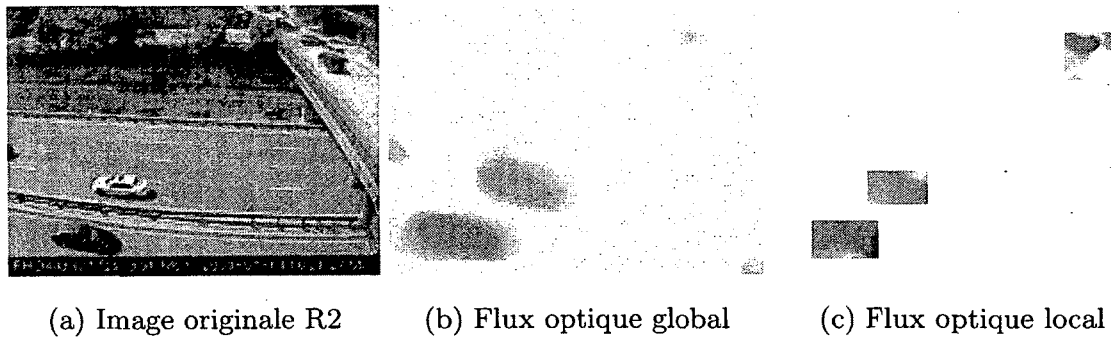 (a) Image originale R2
(b) Flux optique global
(c) Flux optique local